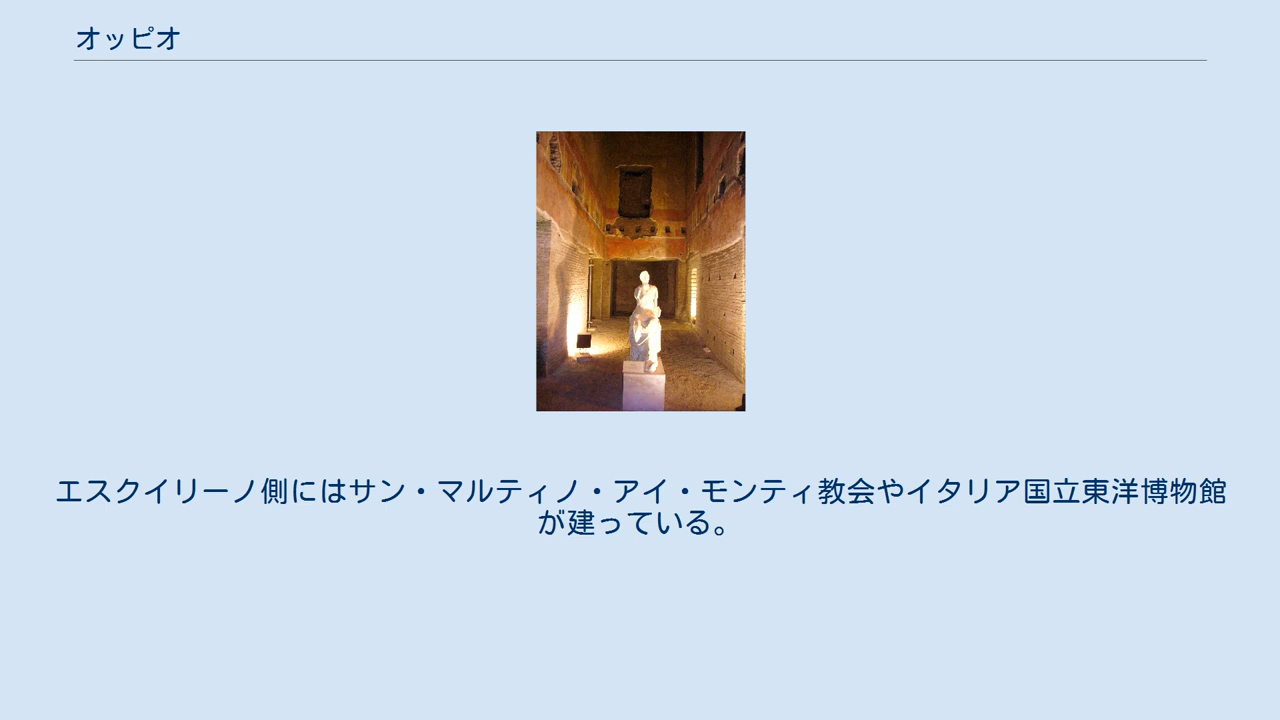 オッピオ
エスクイリーノ側にはサン・マルティノ・アイ・モンティ教会やイタリア国立東洋博物館
が建っている。